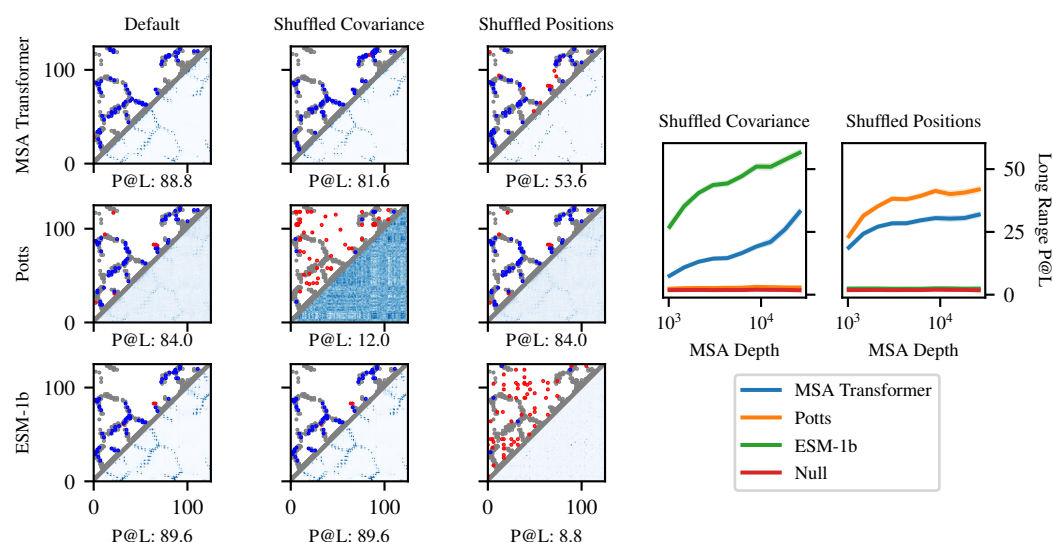 Default Shuffled Covariance Shuffled Positions
MSA Transformer
100
0
P@L: 88.8 P@L: 81.6 P@L: 53.6
Potts
100
0
P@L: 84.0 P@L: 12.0 P@L: 84.0
ESM-1b
100
0
0 100 0 100 0 100
P@L: 89.6 P@L: 89.6 P@L: 8.8
Shuffled Covariance Shuffled Positions
50
25
0
Long Range P@L
10³ 10⁴ 10³ 10⁴
MSA Depth MSA Depth
MSA Transformer
Potts
ESM-1b
Null